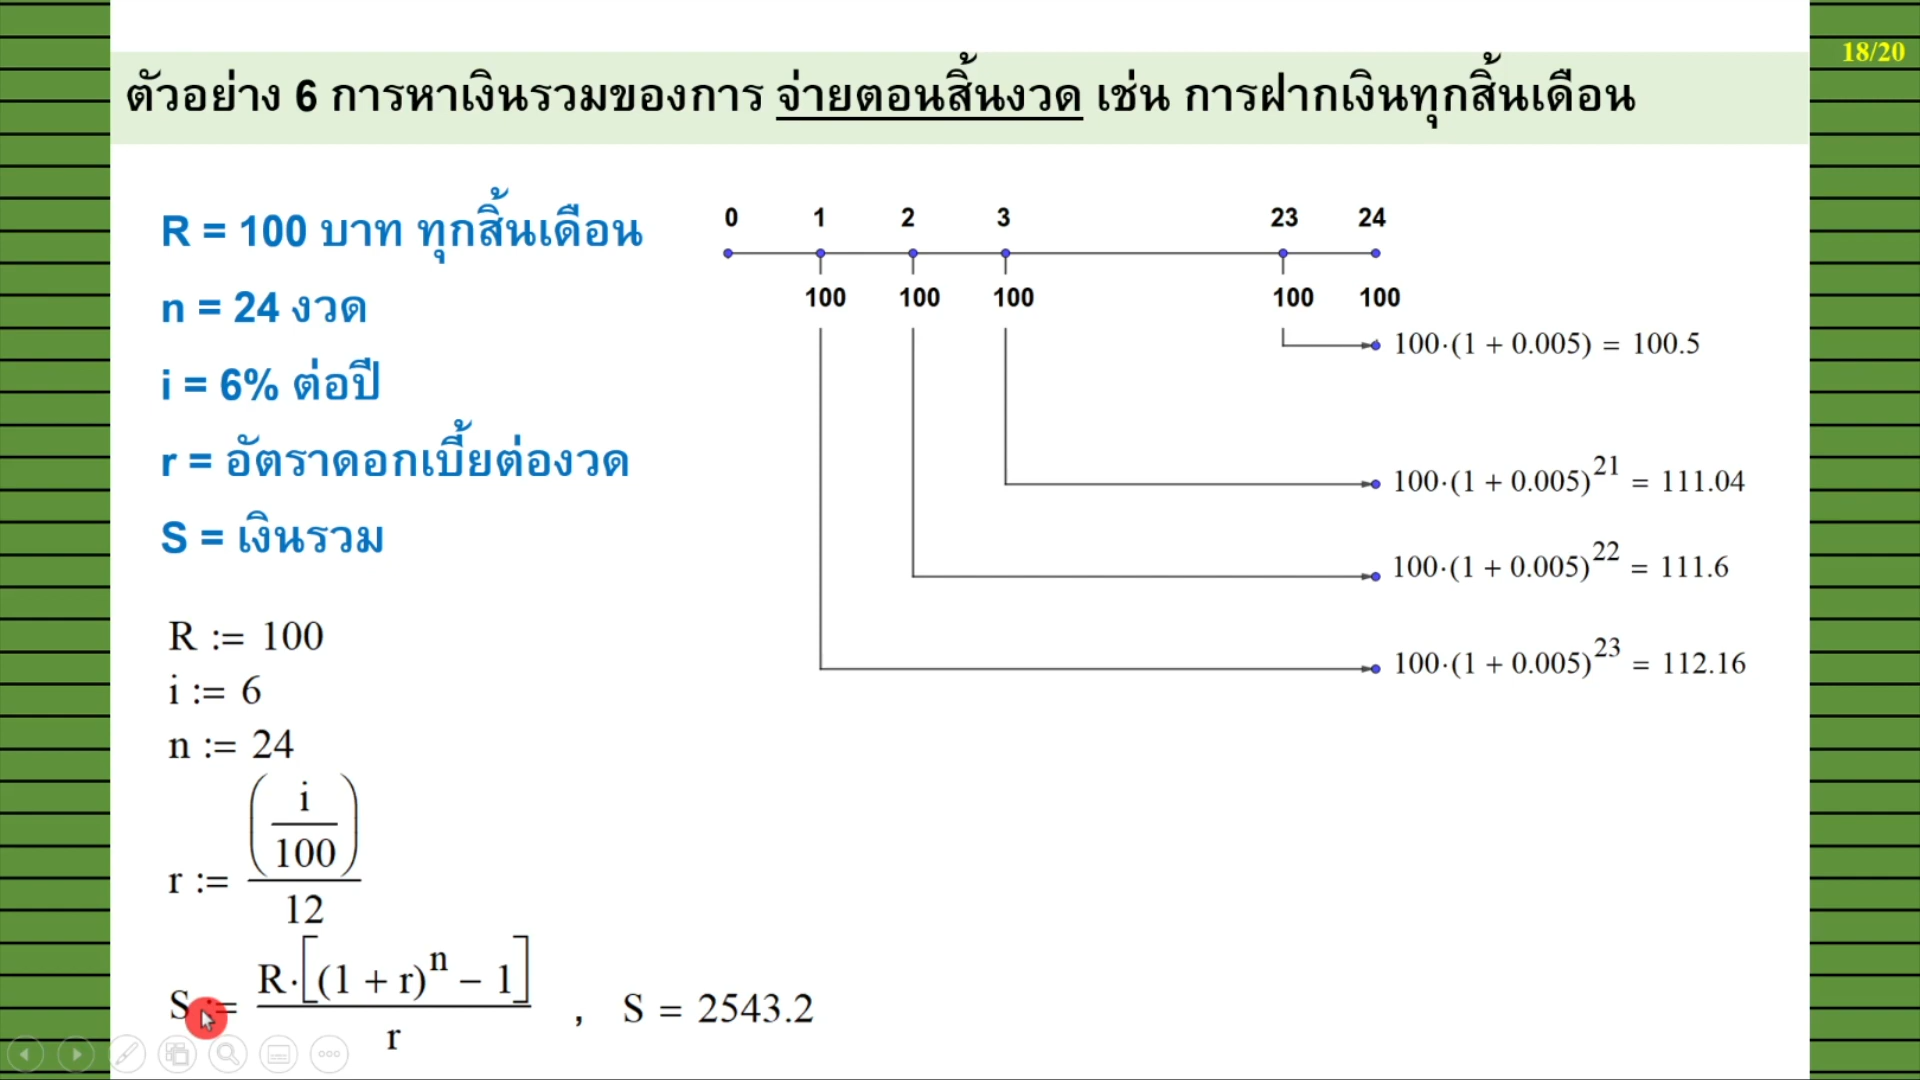 18/20
ตัวอย่าง 6 การหาเงินรวมของการ จ่ายตอนสิ้นงวด เช่น การฝากเงินทุกสิ้นเดือน
R = 100 บาท ทุกสิ้นเดือน
n = 24 งวด
i = 6% ต่อปี
r = อัตราดอกเบี้ยต่องวด
S = เงินรวม
0 1 2 3 23 24
100 100 100 100 100
100·(1 + 0.005) = 100.5
100·(1 + 0.005)^21 = 111.04
100·(1 + 0.005)^22 = 111.6
100·(1 + 0.005)^23 = 112.16
R := 100
i := 6
n := 24
r := (i/100)/12
S := R·[(1 + r)^n − 1]/r , S = 2543.2